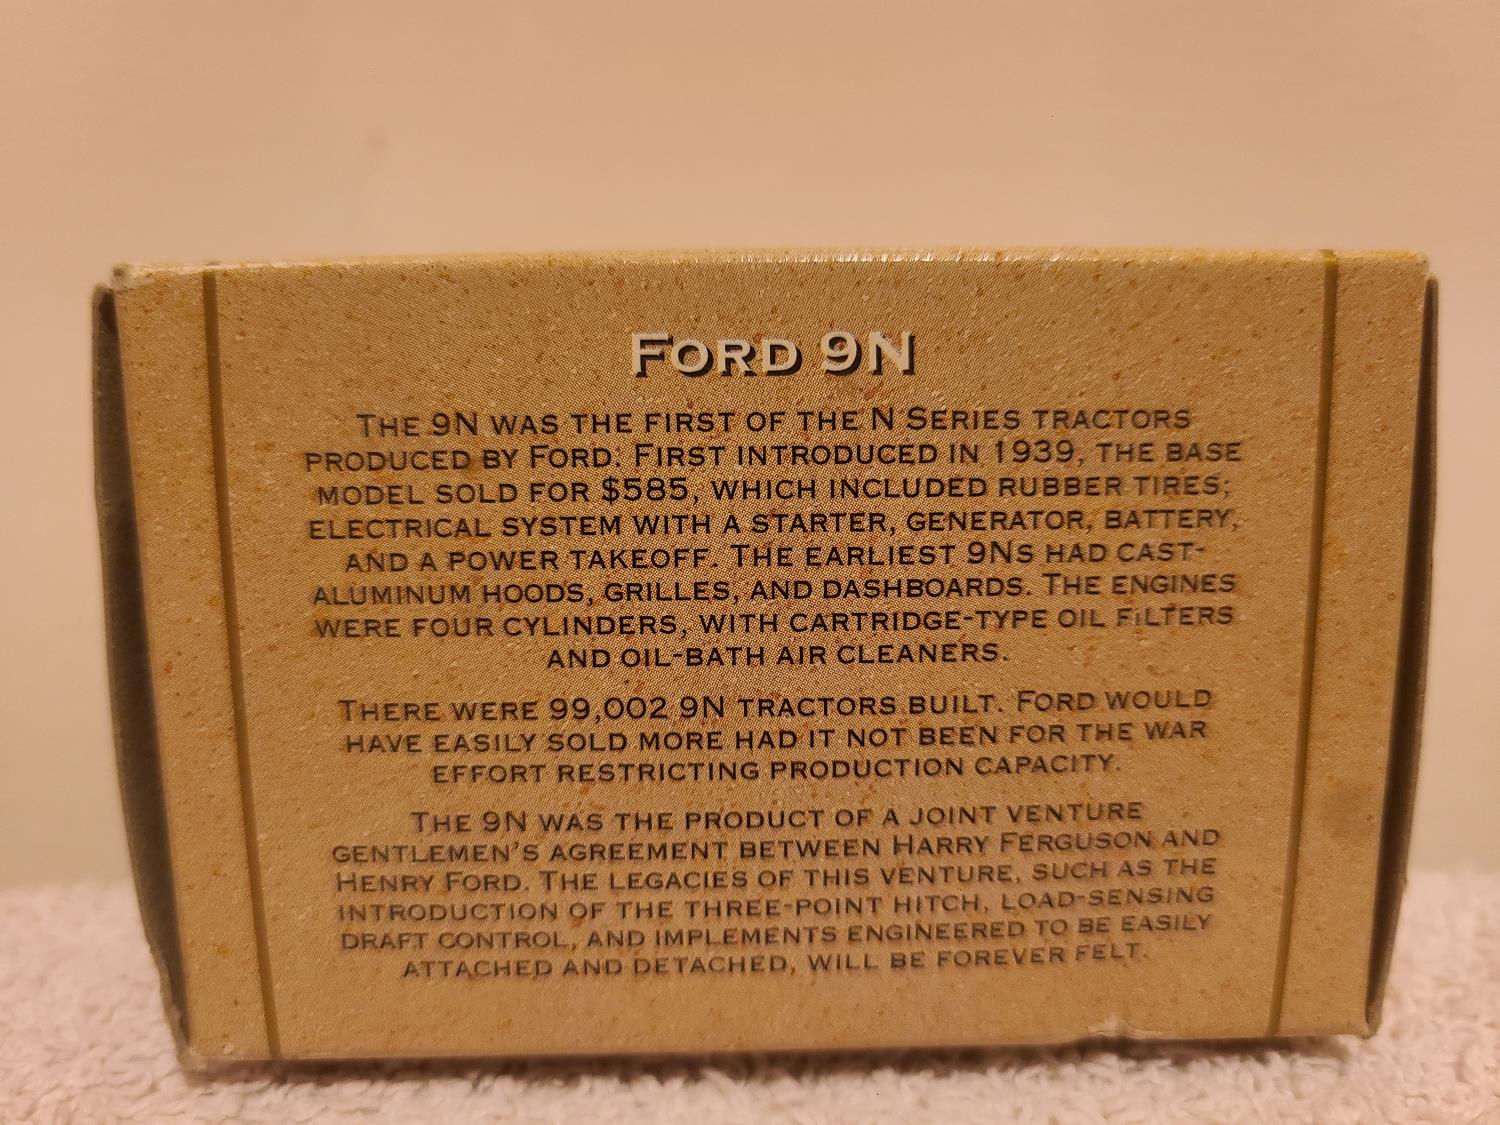 FORD 9N
THE 9N WAS THE FIRST OF THE N SERIES TRACTORS
PRODUCED BY FORD. FIRST INTRODUCED IN 1939, THE BASE
MODEL SOLD FOR $585, WHICH INCLUDED RUBBER TIRES;
ELECTRICAL SYSTEM WITH A STARTER, GENERATOR, BATTERY,
AND A POWER TAKEOFF. THE EARLIEST 9NS HAD CAST-
ALUMINUM HOODS, GRILLES, AND DASHBOARDS. THE ENGINES
WERE FOUR CYLINDERS, WITH CARTRIDGE-TYPE OIL FILTERS
AND OIL-BATH AIR CLEANERS.
THERE WERE 99,002 9N TRACTORS BUILT. FORD WOULD
HAVE EASILY SOLD MORE HAD IT NOT BEEN FOR THE WAR
EFFORT RESTRICTING PRODUCTION CAPACITY.
THE 9N WAS THE PRODUCT OF A JOINT VENTURE
GENTLEMEN'S AGREEMENT BETWEEN HARRY FERGUSON AND
HENRY FORD. THE LEGACIES OF THIS VENTURE, SUCH AS THE
INTRODUCTION OF THE THREE-POINT HITCH, LOAD-SENSING
DRAFT CONTROL, AND IMPLEMENTS ENGINEERED TO BE EASILY
ATTACHED AND DETACHED, WILL BE FOREVER FELT.